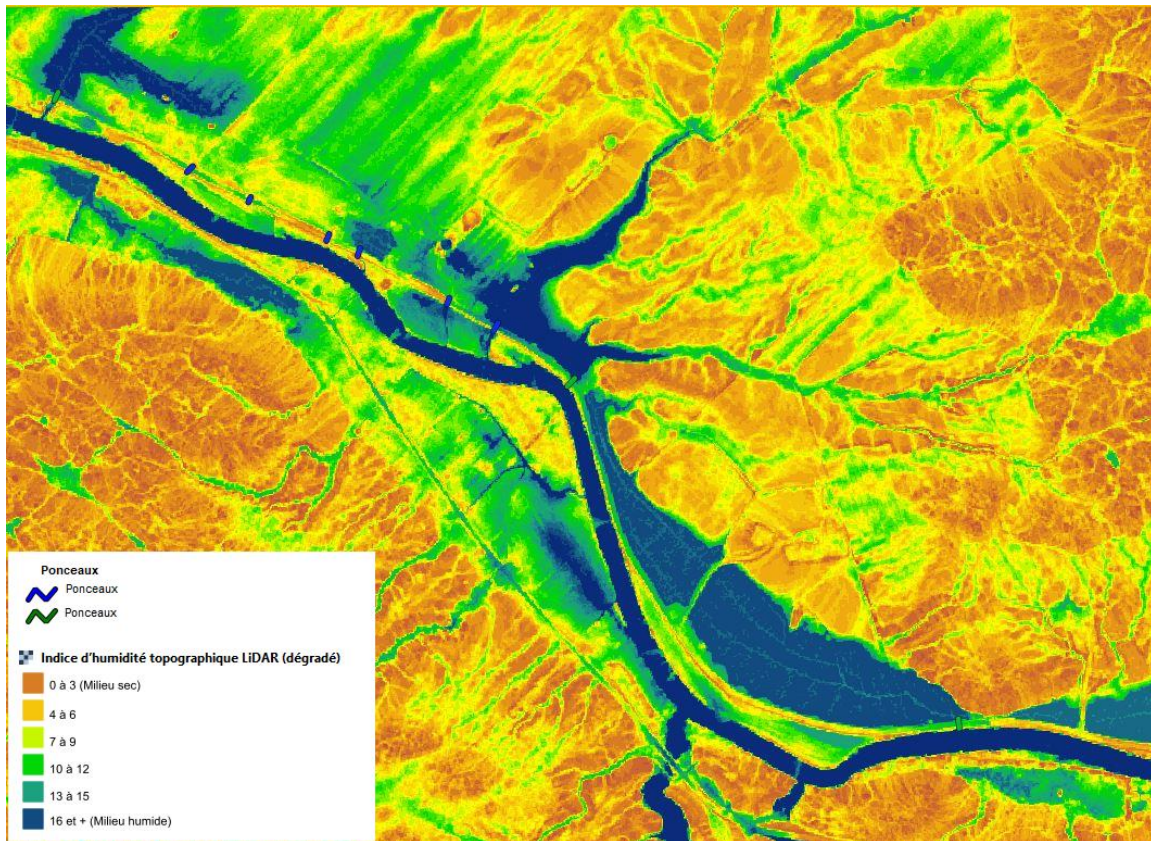 Ponceaux
Ponceaux
Ponceaux
Indice d'humidité topographique LiDAR (dégradé)
0 à 3 (Milieu sec)
4 à 6
7 à 9
10 à 12
13 à 15
16 et + (Milieu humide)